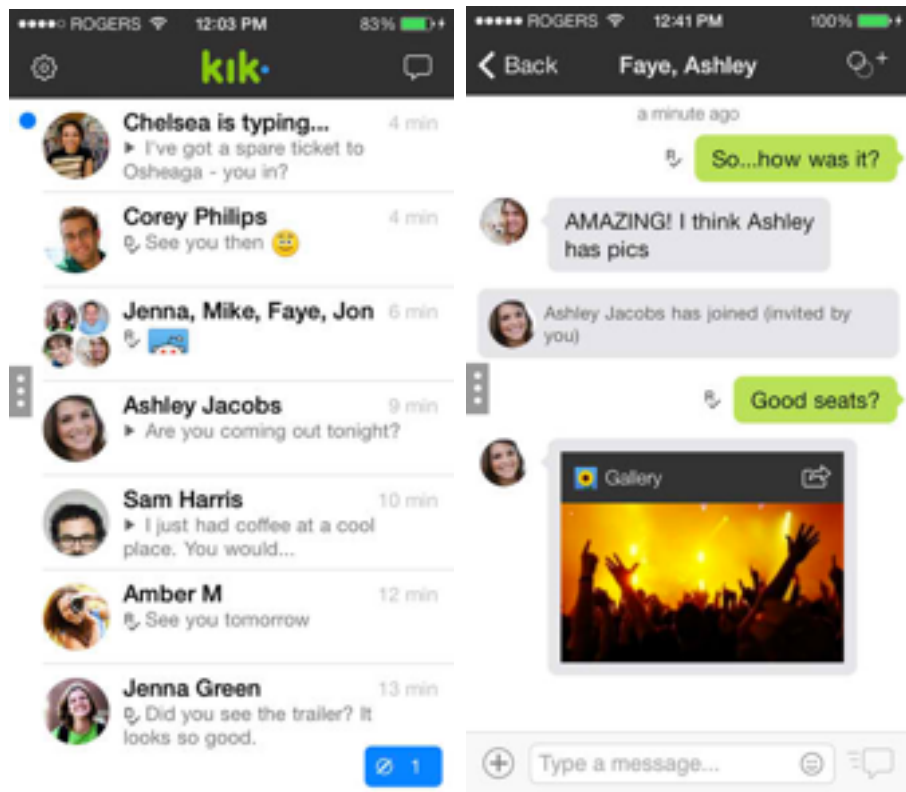 ROGERS 12:03 PM 83%
kik
Chelsea is typing... 4 min
I've got a spare ticket to
Osheaga - you in?
Corey Philips 4 min
R See you then
Jenna, Mike, Faye, Jon 6 min
R
Ashley Jacobs 9 min
Are you coming out tonight?
Sam Harris 10 min
I just had coffee at a cool
place. You would...
Amber M 12 min
R See you tomorrow
Jenna Green 13 min
D Did you see the trailer? It
looks so good.
1
ROGERS 12:41 PM 100%
Back Faye, Ashley
a minute ago
R So...how was it?
AMAZING! I think Ashley
has pics
Ashley Jacobs has joined (invited by
you)
R Good seats?
Gallery
Type a message...